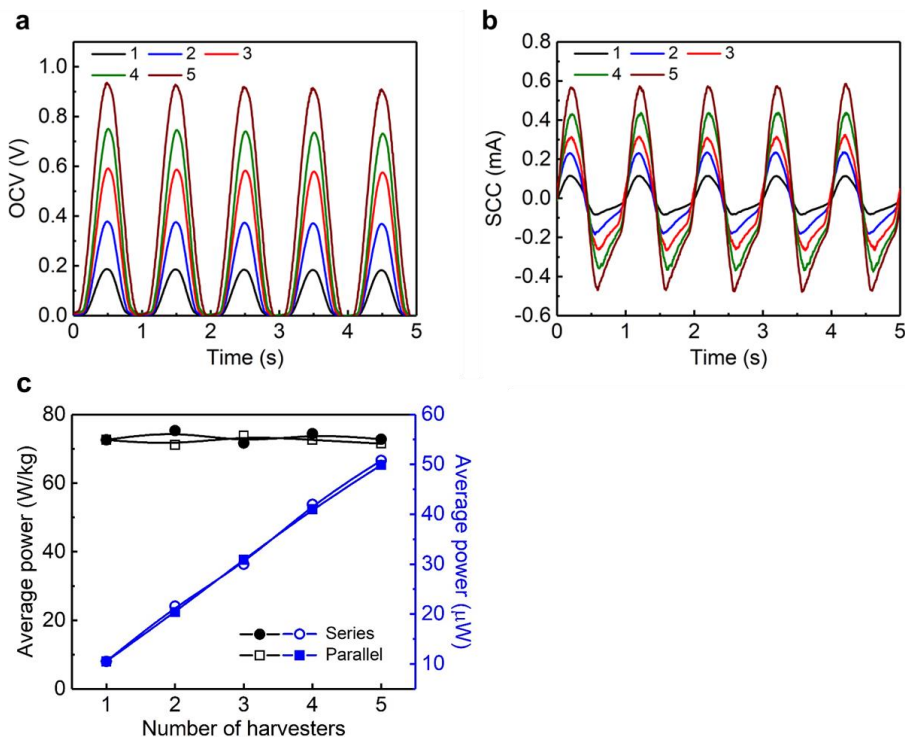 a
1 2 3
4 5
OCV (V)
1.0
0.8
0.6
0.4
0.2
0.0
0 1 2 3 4 5
Time (s)
b
1 2 3
4 5
SCC (mA)
0.8
0.6
0.4
0.2
0.0
-0.2
-0.4
-0.6
0 1 2 3 4 5
Time (s)
c
Average power (W/kg)
80
60
40
20
0
Series
Parallel
60
50
40
30
20
10
Average power (μW)
1 2 3 4 5
Number of harvesters